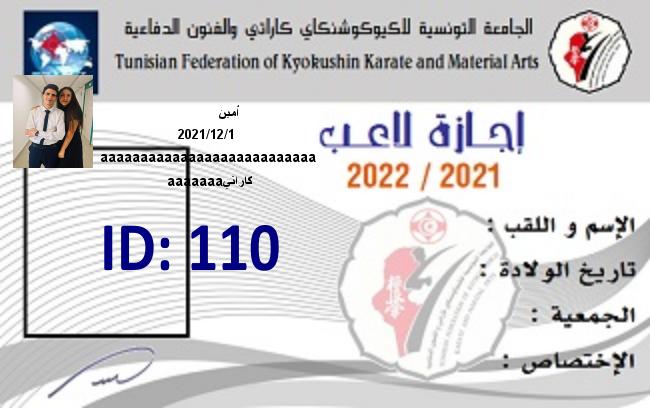 الجامعة التونسية للكيوكوشنكاي كاراتي والفنون الدفاعية
Tunisian Federation of Kyokushin Karate and Material Arts
أمين
2021/12/1
aaaaaaaaaaaaaaaaaaaaaaaaaaa
كاراتيaaaaaaa
إجازة لاعب
2022 / 2021
ID: 110
الإسم و اللقب :
تاريخ الولادة :
الجمعية :
الإختصاص :